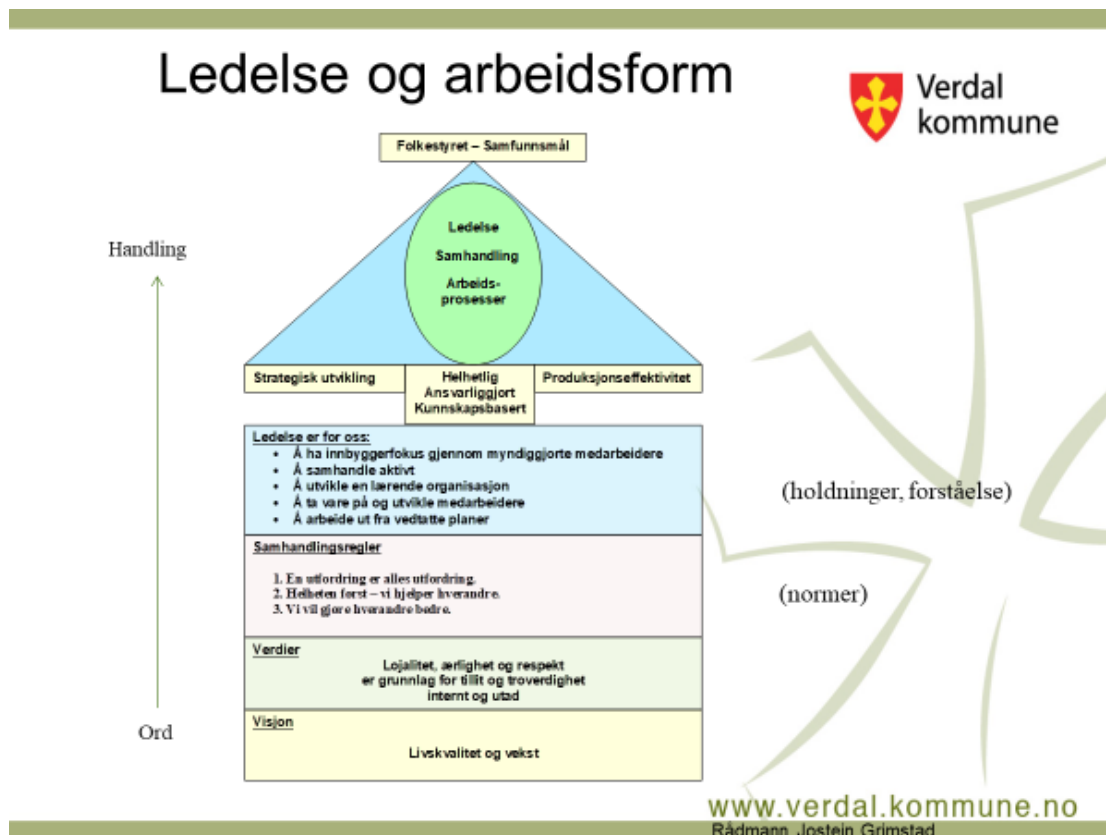 Ledelse og arbeidsform
Verdal
kommune
Folkestyret – Samfunnsmål
Ledelse
Samhandling
Arbeids-
prosesser
Handling
Strategisk utvikling
Helhetlig
Ansvarliggjort
Kunnskapsbasert
Produksjonseffektivitet
Ledelse er for oss:
• Å ha innbyggerfokus gjennom myndiggjorte medarbeidere
• Å samhandle aktivt
• Å utvikle en lærende organisasjon
• Å ta vare på og utvikle medarbeidere
• Å arbeide ut fra vedtatte planer
(holdninger, forståelse)
Samhandlingsregler
1. En utfordring er alles utfordring.
2. Helheten først – vi hjelper hverandre.
3. Vi vil gjøre hverandre bedre.
(normer)
Verdier
Lojalitet, ærlighet og respekt
er grunnlag for tillit og troverdighet
internt og utad
Visjon
Livskvalitet og vekst
Ord
www.verdal.kommune.no
Rådmann Jostein Grimstad